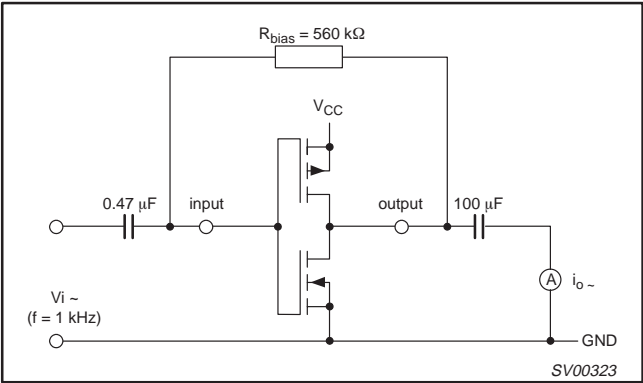 R_bias = 560 kΩ
V_CC
0.47 µF
input
output
100 µF
A
i_o ~
Vi ~
(f = 1 kHz)
GND
SV00323